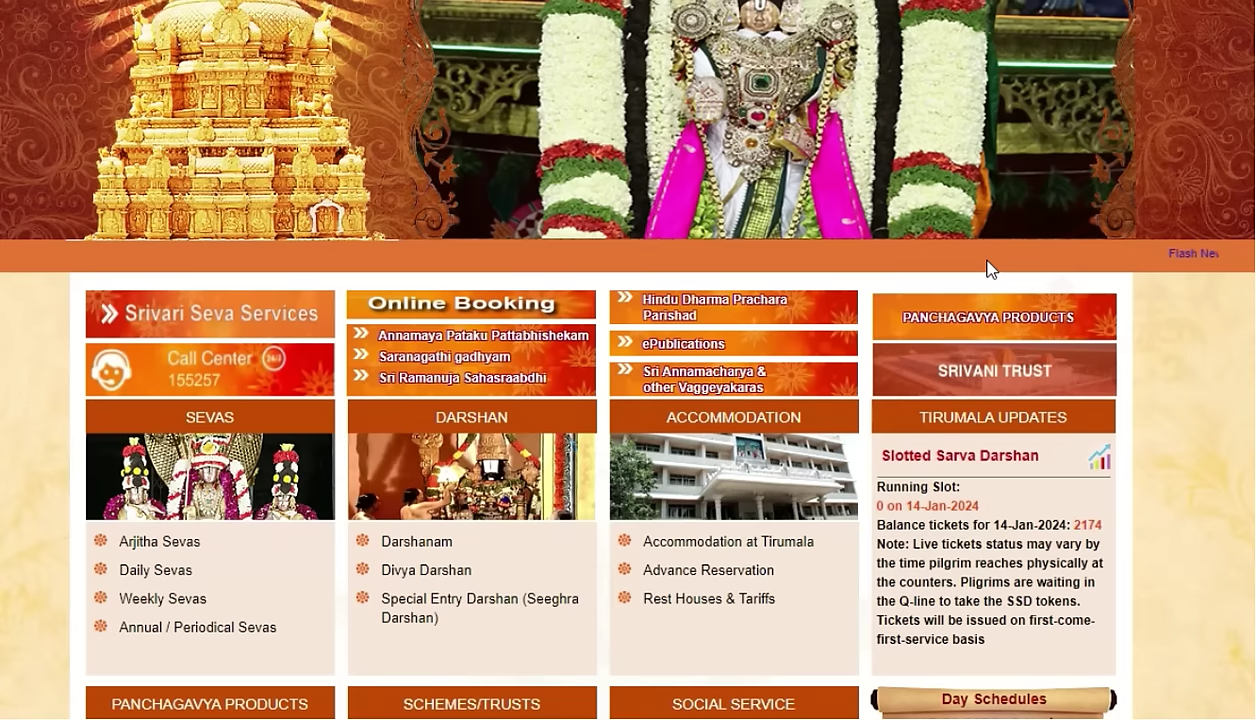 Flash
Srivari Seva Services
Call Center 24/7
155257
Online Booking
Annamaya Pataku Pattabhishekam
Saranagathi gadhyam
Sri Ramanuja Sahasraabdhi
Hindu Dharma Prachara
Parishad
ePublications
Sri Annamacharya &
other Vaggeyakaras
PANCHAGAVYA PRODUCTS
SRIVANI TRUST
SEVAS
Arjitha Sevas
Daily Sevas
Weekly Sevas
Annual / Periodical Sevas
DARSHAN
Darshanam
Divya Darshan
Special Entry Darshan (Seeghra
Darshan)
ACCOMMODATION
Accommodation at Tirumala
Advance Reservation
Rest Houses & Tariffs
TIRUMALA UPDATES
Slotted Sarva Darshan
Running Slot:
0 on 14-Jan-2024
Balance tickets for 14-Jan-2024: 2174
Note: Live tickets status may vary by
the time pilgrim reaches physically at
the counters. Pligrims are waiting in
the Q-line to take the SSD tokens.
Tickets will be issued on first-come-
first-service basis
PANCHAGAVYA PRODUCTS
SCHEMES/TRUSTS
SOCIAL SERVICE
Day Schedules